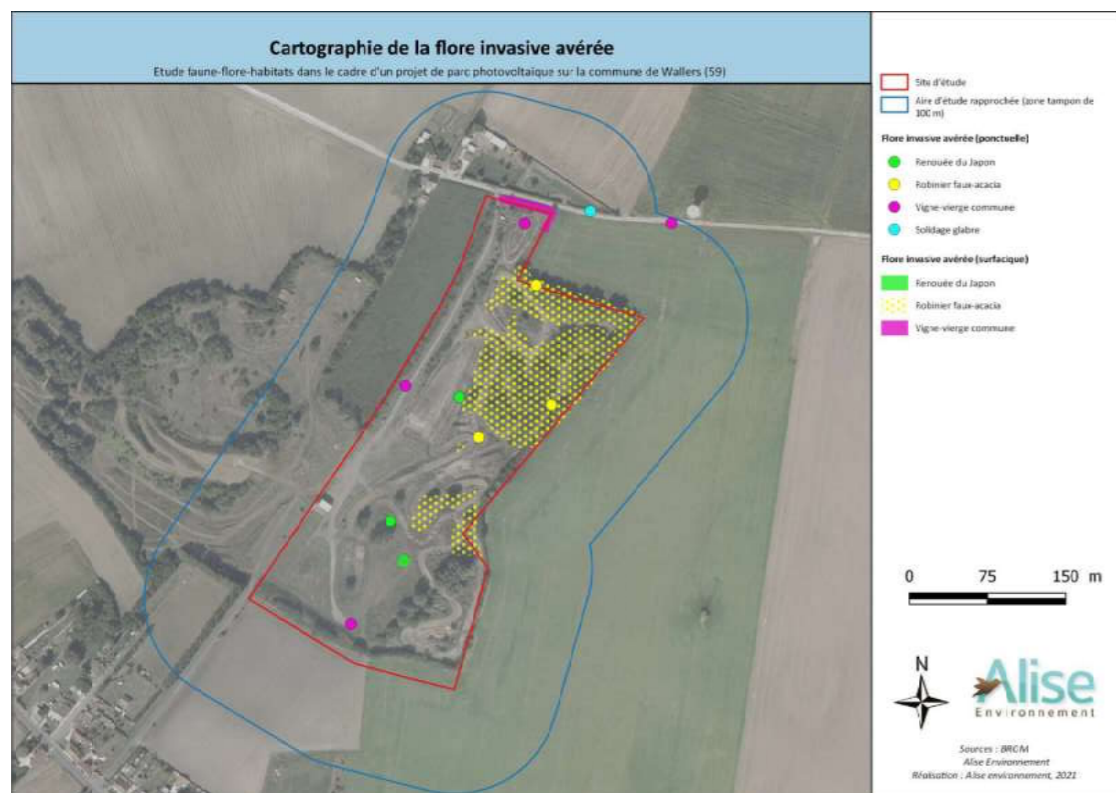 Cartographie de la flore invasive avérée
Etude faune-flore-habitats dans le cadre d'un projet de parc photovoltaïque sur la commune de Wallers (59)
Site d'étude
Aire d'étude rapprochée (zone tampon de
100 m)
Flore invasive avérée (ponctuelle)
Renouée du Japon
Robinier faux-acacia
Vigne-vierge commune
Solidage glabre
Flore invasive avérée (surfacique)
Renouée du Japon
Robinier faux-acacia
Vigne-vierge commune
0 75 150 m
N
Alise
Environnement
Sources : BRGM
Alise Environnement
Réalisation : Alise environnement, 2021